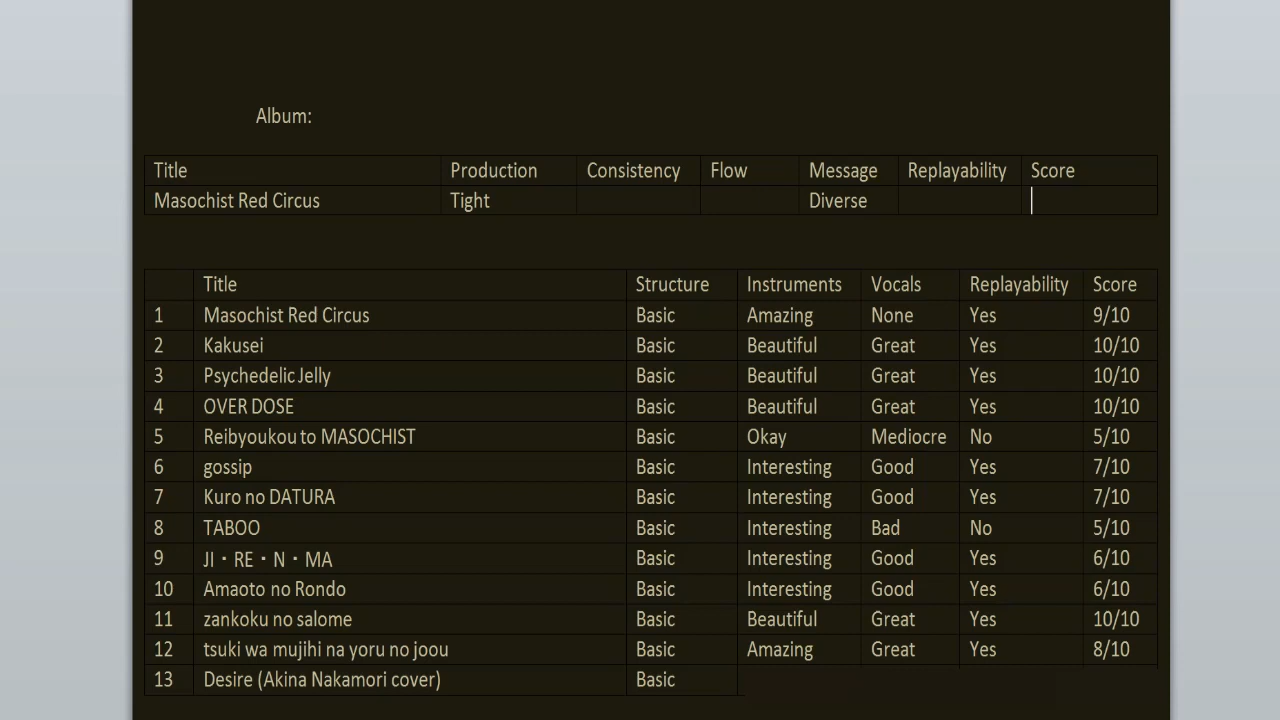 Album:
Title Production Consistency Flow Message Replayability Score
Masochist Red Circus Tight Diverse
Title Structure Instruments Vocals Replayability Score
1 Masochist Red Circus Basic Amazing None Yes 9/10
2 Kakusei Basic Beautiful Great Yes 10/10
3 Psychedelic Jelly Basic Beautiful Great Yes 10/10
4 OVER DOSE Basic Beautiful Great Yes 10/10
5 Reibyoukou to MASOCHIST Basic Okay Mediocre No 5/10
6 gossip Basic Interesting Good Yes 7/10
7 Kuro no DATURA Basic Interesting Good Yes 7/10
8 TABOO Basic Interesting Bad No 5/10
9 JI・RE・N・MA Basic Interesting Good Yes 6/10
10 Amaoto no Rondo Basic Interesting Good Yes 6/10
11 zankoku no salome Basic Beautiful Great Yes 10/10
12 tsuki wa mujihi na yoru no joou Basic Amazing Great Yes 8/10
13 Desire (Akina Nakamori cover) Basic